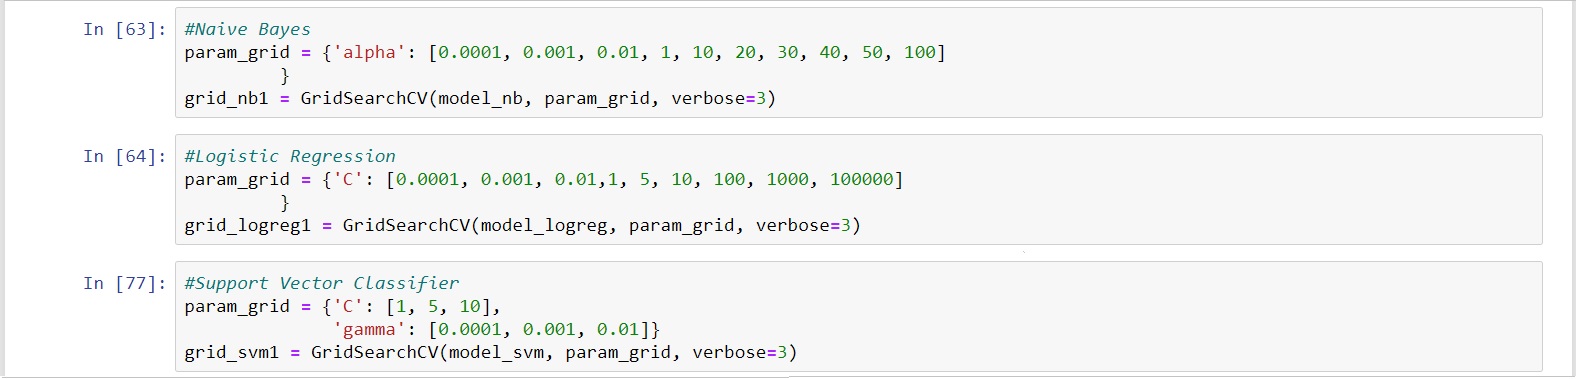 In [63]: #Naive Bayes
param_grid = {'alpha': [0.0001, 0.001, 0.01, 1, 10, 20, 30, 40, 50, 100]
}
grid_nb1 = GridSearchCV(model_nb, param_grid, verbose=3)
In [64]: #Logistic Regression
param_grid = {'C': [0.0001, 0.001, 0.01,1, 5, 10, 100, 1000, 100000]
}
grid_logreg1 = GridSearchCV(model_logreg, param_grid, verbose=3)
In [77]: #Support Vector Classifier
param_grid = {'C': [1, 5, 10],
'gamma': [0.0001, 0.001, 0.01]}
grid_svm1 = GridSearchCV(model_svm, param_grid, verbose=3)